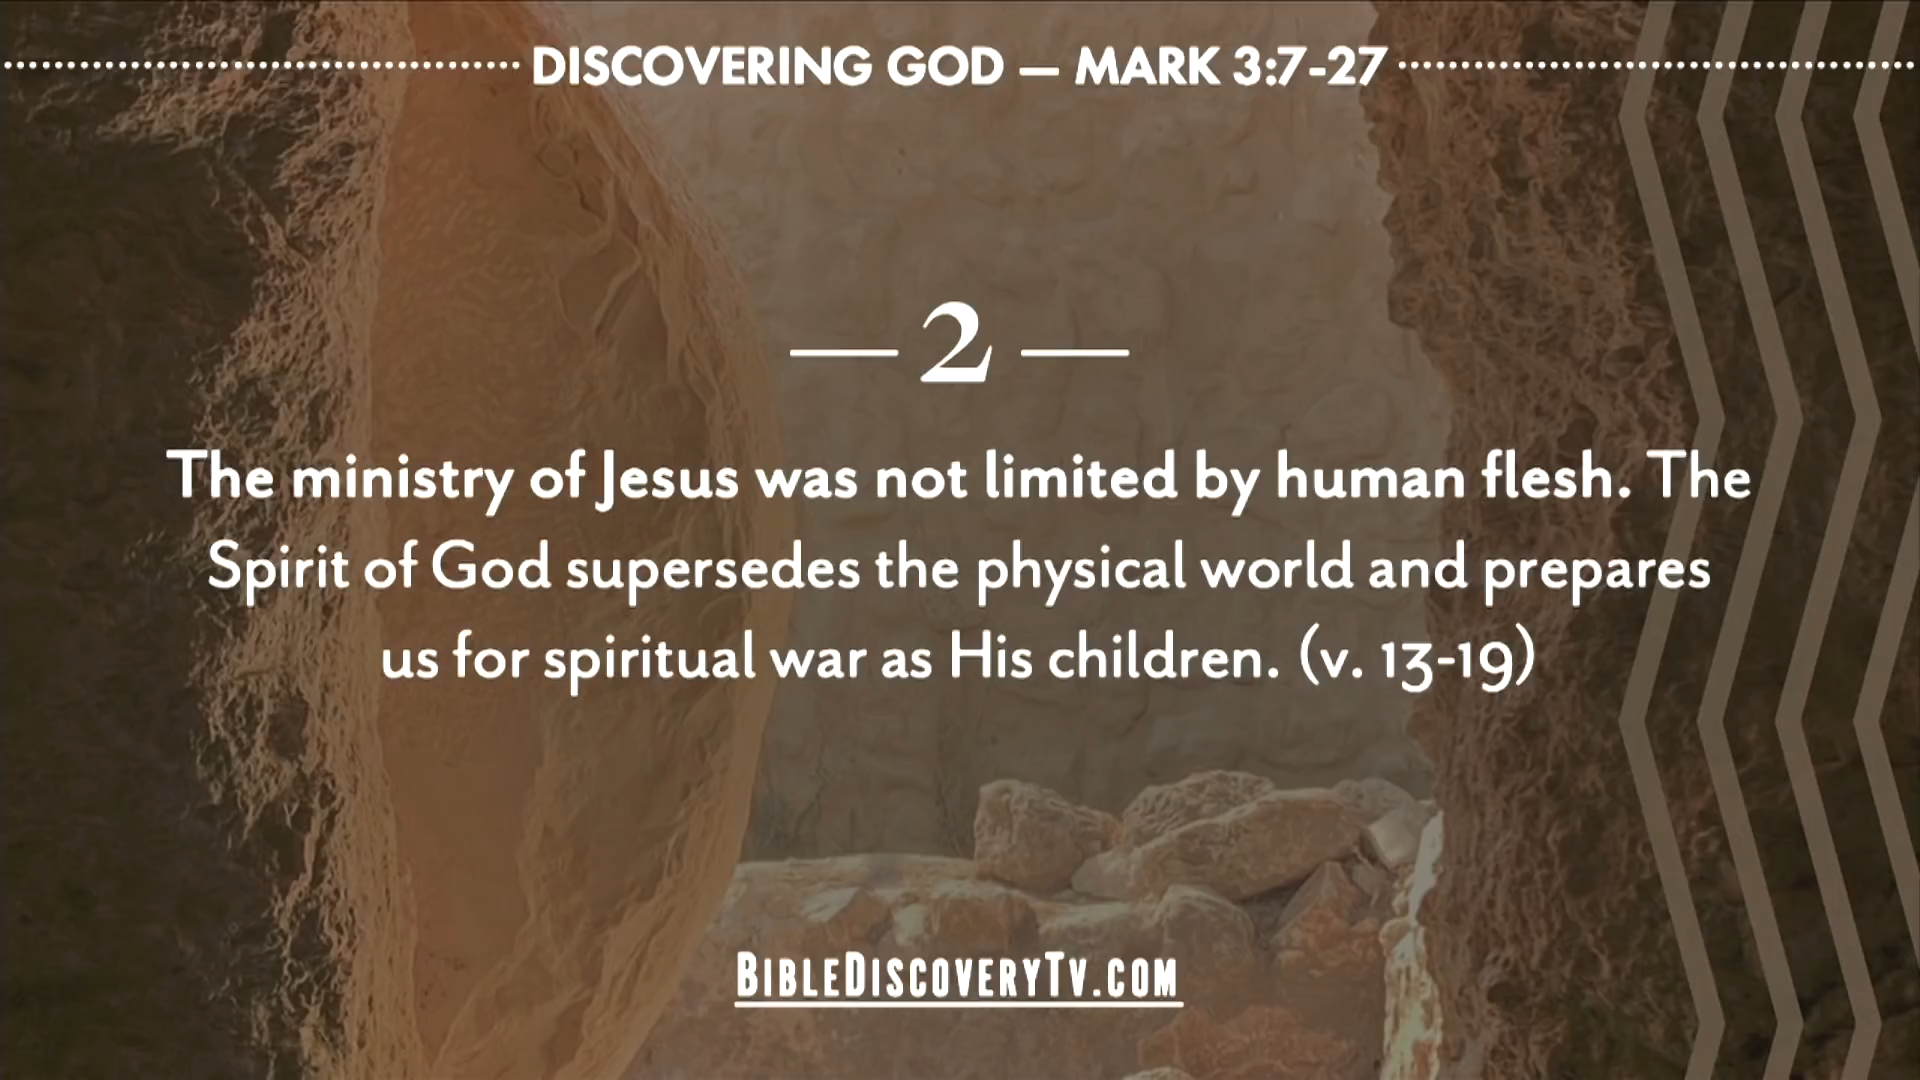 DISCOVERING GOD — MARK 3:7-27
— 2 —
The ministry of Jesus was not limited by human flesh. The
Spirit of God supersedes the physical world and prepares
us for spiritual war as His children. (v. 13-19)
BIBLEDISCOVERYTV.COM